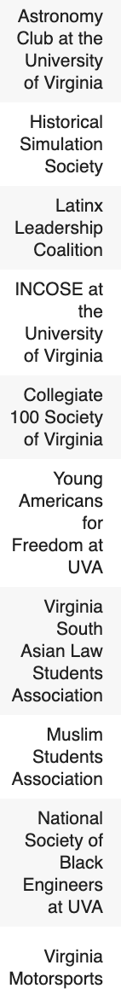 Astronomy
Club at the
University
of Virginia
Historical
Simulation
Society
Latinx
Leadership
Coalition
INCOSE at
the
University
of Virginia
Collegiate
100 Society
of Virginia
Young
Americans
for
Freedom at
UVA
Virginia
South
Asian Law
Students
Association
Muslim
Students
Association
National
Society of
Black
Engineers
at UVA
Virginia
Motorsports